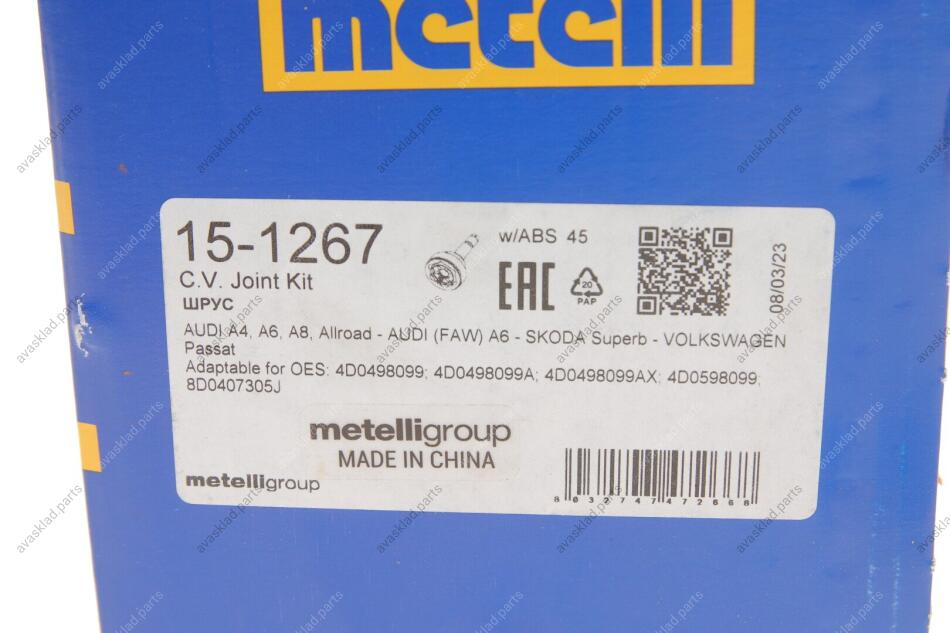 metelli
15-1267
w/ABS 45
C.V. Joint Kit
ШРУС
EAC
20
PAP
08/03/23
AUDI A4, A6, A8, Allroad - AUDI (FAW) A6 - SKODA Superb - VOLKSWAGEN
Passat
Adaptable for OES: 4D0498099; 4D0498099A; 4D0498099AX; 4D0598099;
8D0407305J
metelligroup
MADE IN CHINA
metelligroup
8032747472668
avasklad.parts